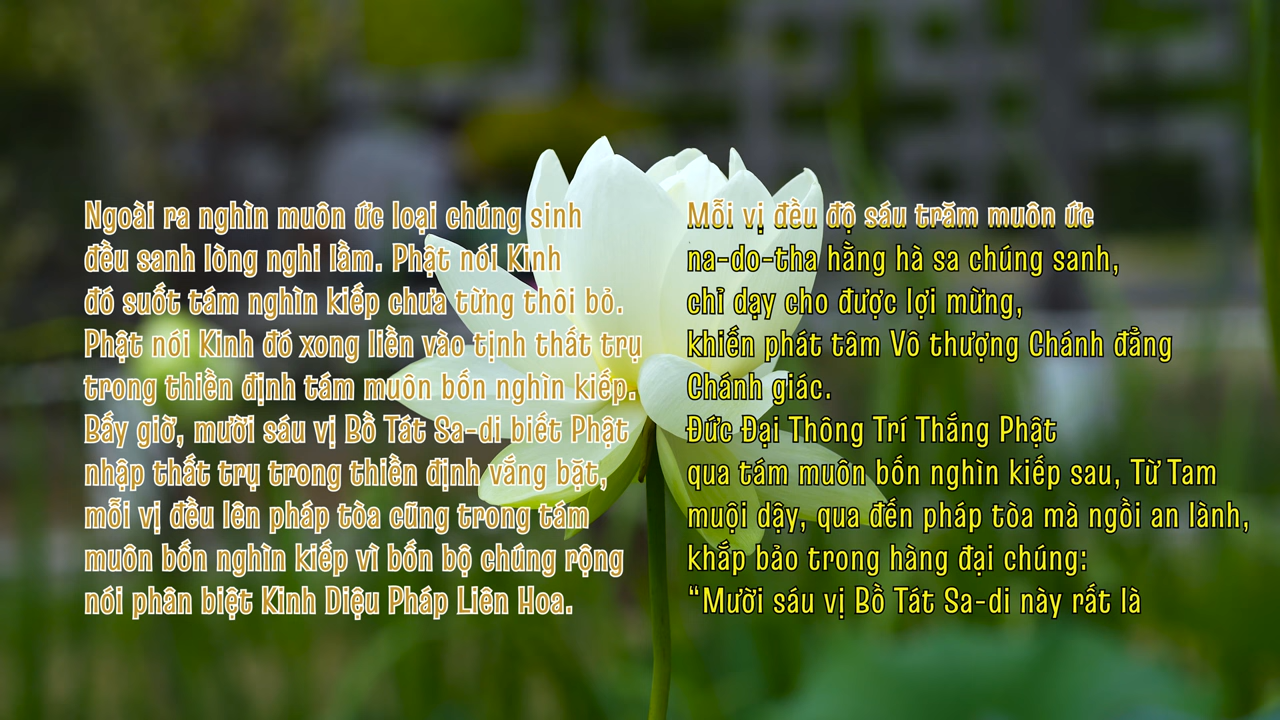 Ngoài ra nghìn muôn ức loại chúng sinh
đều sanh lòng nghi lầm. Phật nói Kinh
đó suốt tám nghìn kiếp chưa từng thôi bỏ.
Phật nói Kinh đó xong liền vào tịnh thất trụ
trong thiền định tám muôn bốn nghìn kiếp.
Bấy giờ, mười sáu vị Bồ Tát Sa-di biết Phật
nhập thất trụ trong thiền định vắng bặt,
mỗi vị đều lên pháp tòa cũng trong tám
muôn bốn nghìn kiếp vì bốn bộ chúng rộng
nói phân biệt Kinh Diệu Pháp Liên Hoa.
Mỗi vị đều độ sáu trăm muôn ức
na-do-tha hằng hà sa chúng sanh,
chỉ dạy cho được lợi mừng,
khiến phát tâm Vô thượng Chánh đẳng
Chánh giác.
Đức Đại Thông Trí Thắng Phật
qua tám muôn bốn nghìn kiếp sau, Từ Tam
muội dậy, qua đến pháp tòa mà ngồi an lành,
khắp bảo trong hàng đại chúng:
“Mười sáu vị Bồ Tát Sa-di này rất là